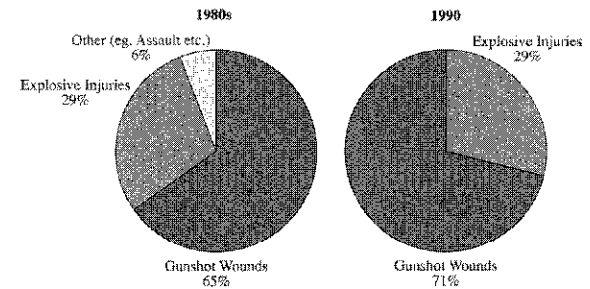 1980s
Other (eg. Assault etc.)
6%
Explosive Injuries
29%
Gunshot Wounds
65%
1990
Explosive Injuries
29%
Gunshot Wounds
71%